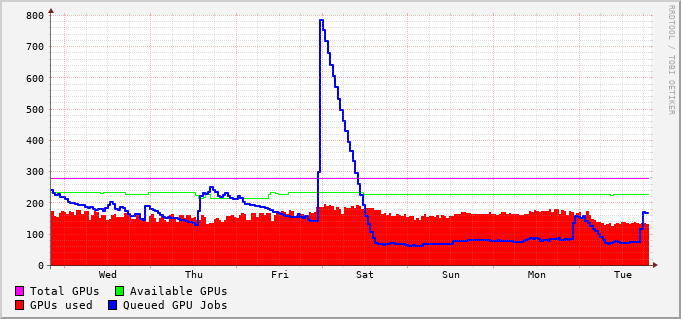 800
700
600
500
400
300
200
100
0
Wed Thu Fri Sat Sun Mon Tue
Total GPUs Available GPUs
GPUs used Queued GPU Jobs
RRDTOOL / TOBI OETIKER